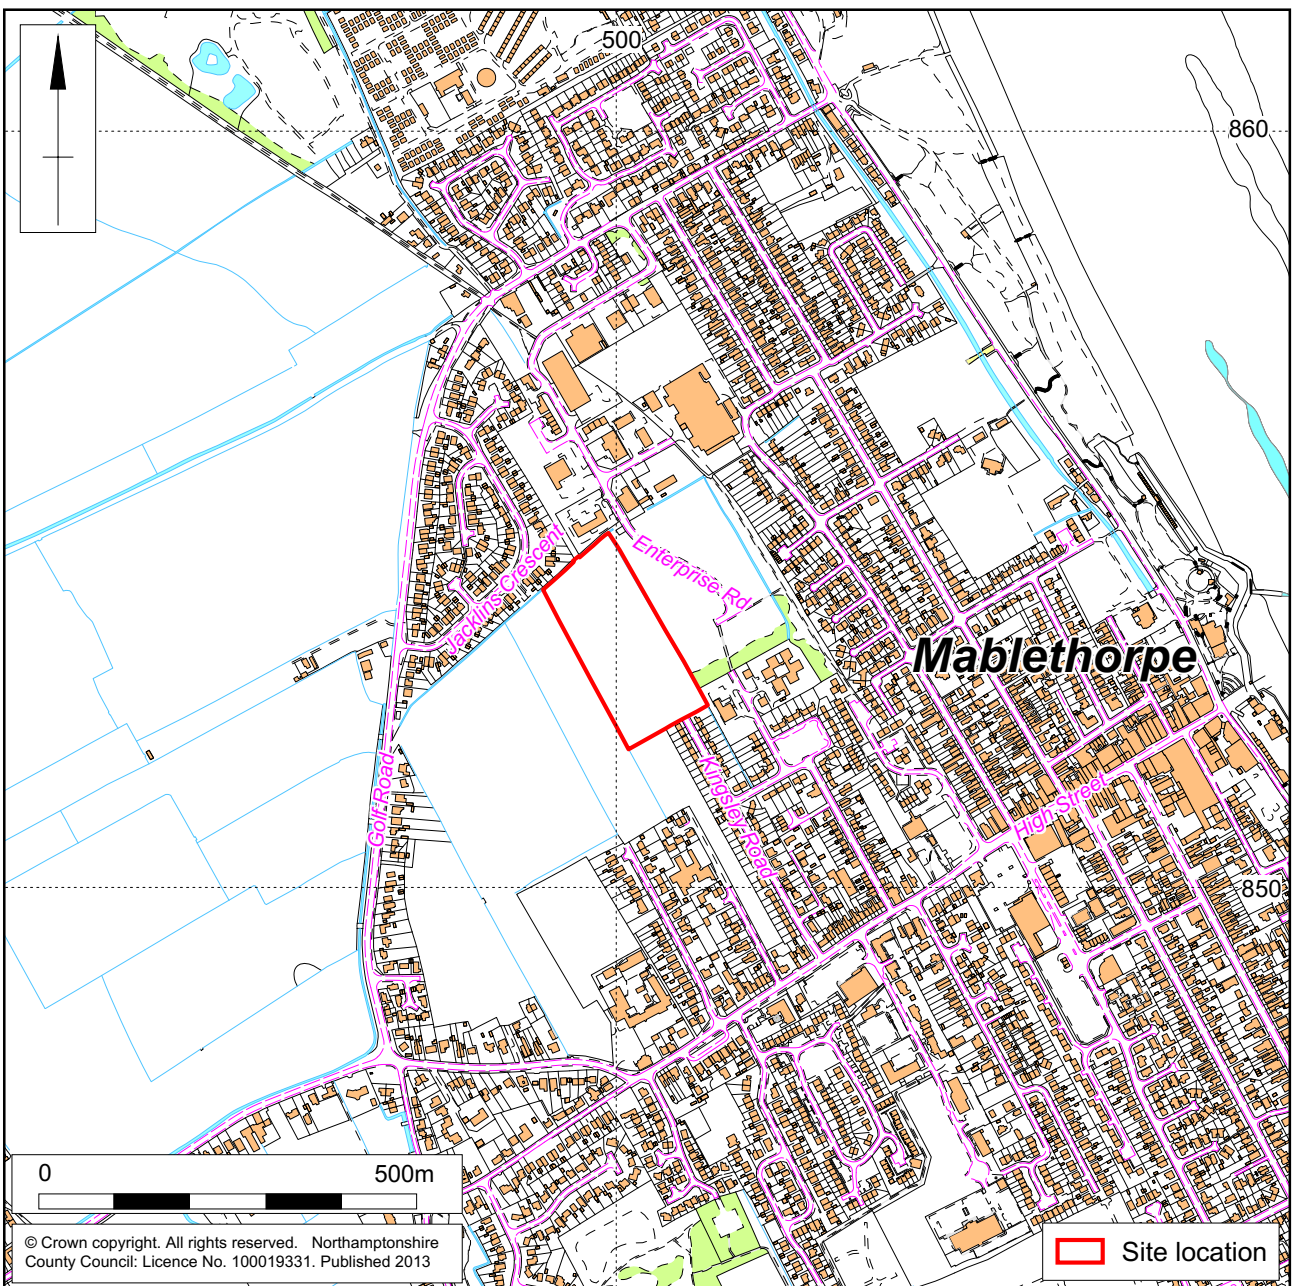 500
860
Jacklins Crescent
Enterprise Rd
Mablethorpe
Golf Road
Kingsley Road
High Street
850
0 500m
© Crown copyright. All rights reserved. Northamptonshire
County Council: Licence No. 100019331. Published 2013
Site location